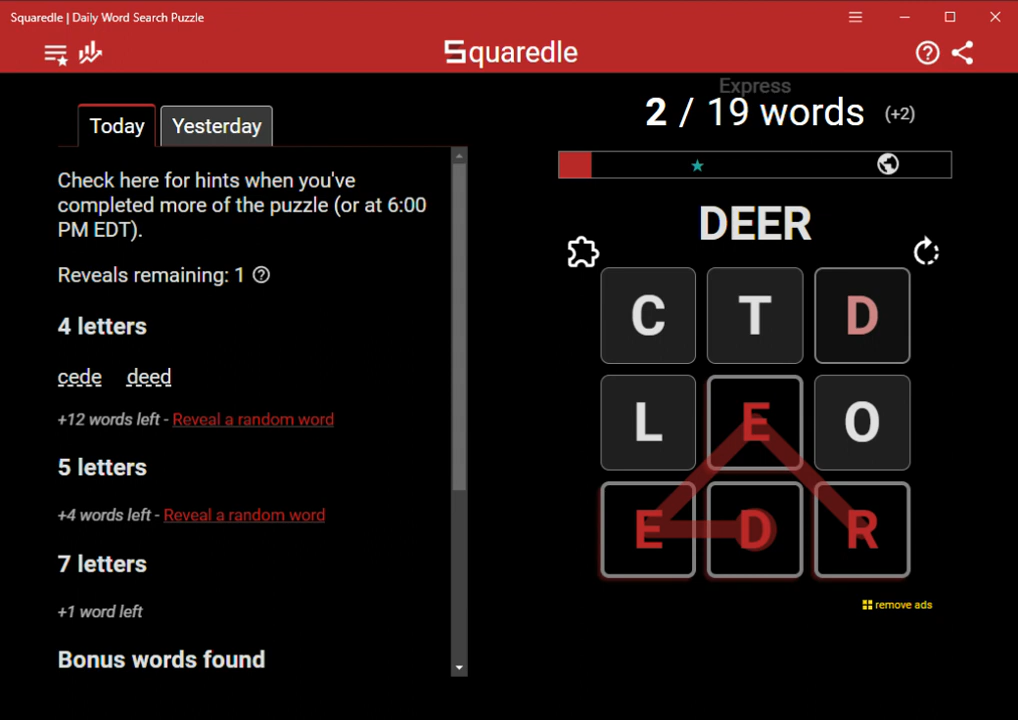 Squaredle | Daily Word Search Puzzle
Squaredle
Today
Yesterday
Check here for hints when you've
completed more of the puzzle (or at 6:00
PM EDT).
Reveals remaining: 1
4 letters
cede deed
+12 words left - Reveal a random word
5 letters
+4 words left - Reveal a random word
7 letters
+1 word left
Bonus words found
Express
2 / 19 words (+2)
DEER
C T D
L E O
E D R
remove ads